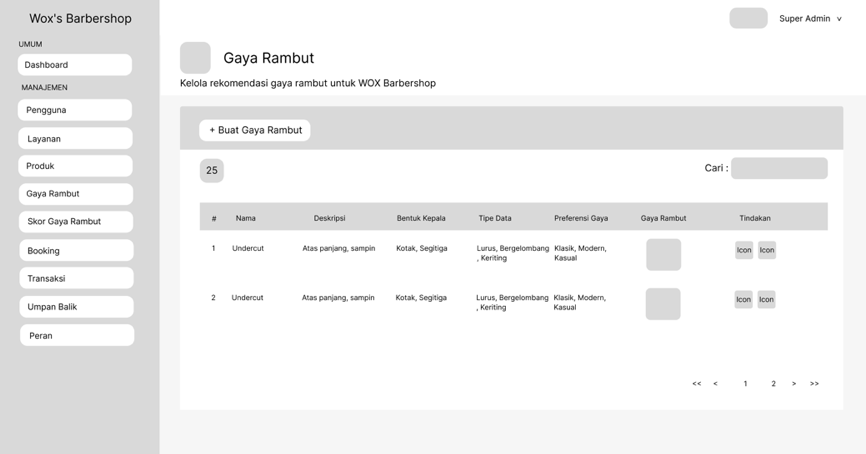 Wox's Barbershop
Super Admin v
UMUM
Dashboard
MANAJEMEN
Pengguna
Layanan
Produk
Gaya Rambut
Skor Gaya Rambut
Booking
Transaksi
Umpan Balik
Peran
Gaya Rambut
Kelola rekomendasi gaya rambut untuk WOX Barbershop
+ Buat Gaya Rambut
25
Cari :
# Nama Deskripsi Bentuk Kepala Tipe Data Preferensi Gaya Gaya Rambut Tindakan
1 Undercut Atas panjang, sampin Kotak, Segitiga Lurus, Bergelombang Klasik, Modern, Icon Icon
, Keriting Kasual
2 Undercut Atas panjang, sampin Kotak, Segitiga Lurus, Bergelombang Klasik, Modern, Icon Icon
, Keriting Kasual
<< < 1 2 > >>